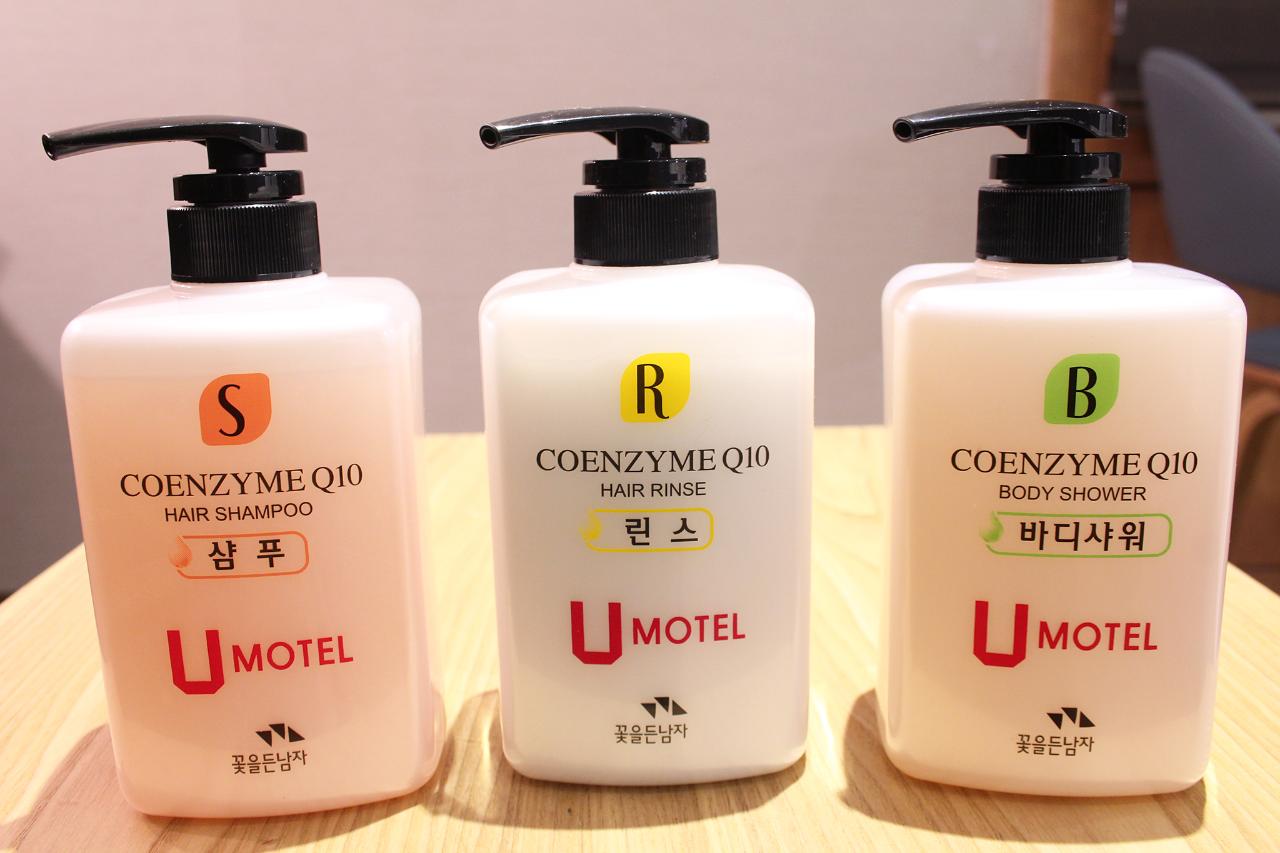 S
COENZYME Q10
HAIR SHAMPOO
샴 푸
U MOTEL
꽃을든남자
R
COENZYME Q10
HAIR RINSE
린 스
U MOTEL
꽃을든남자
B
COENZYME Q10
BODY SHOWER
바디샤워
U MOTEL
꽃을든남자